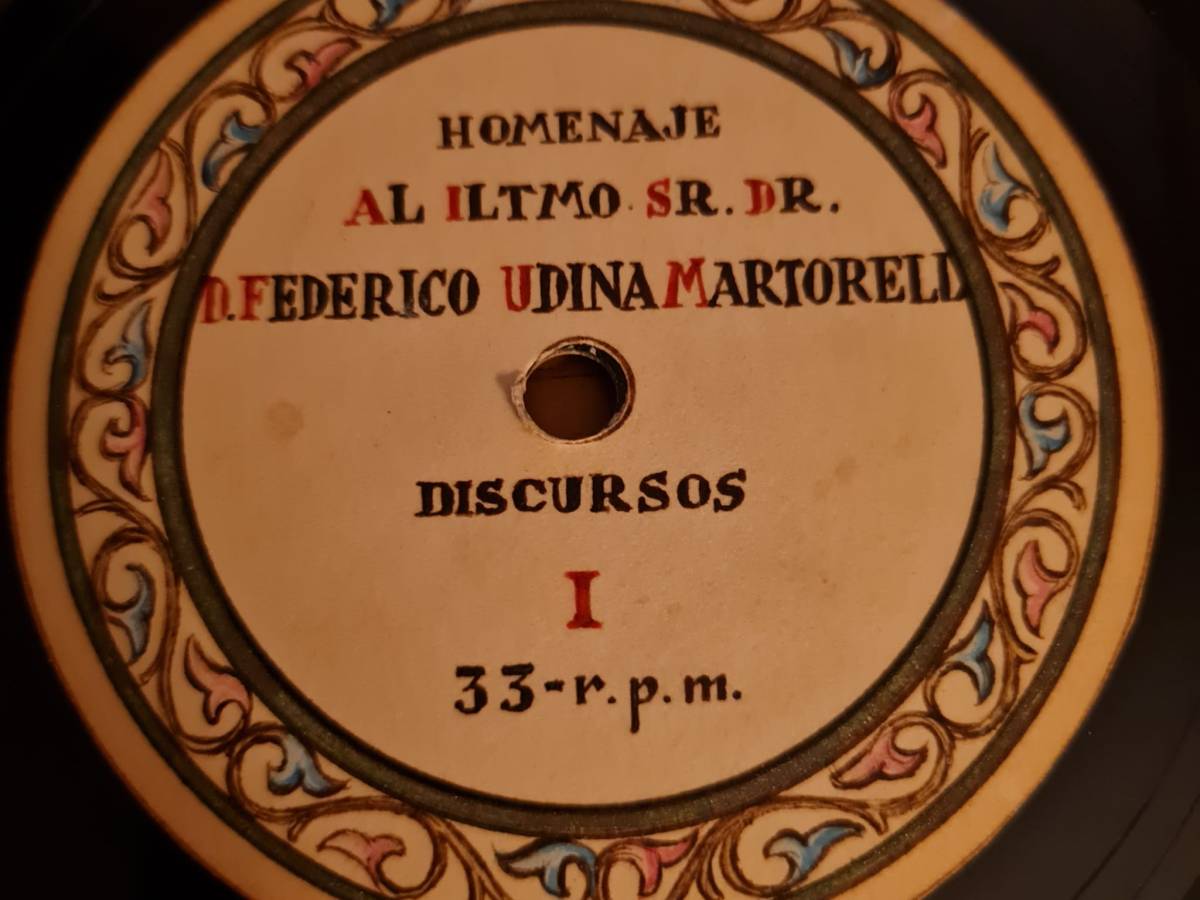 HOMENAJE
AL ILTMO. SR. DR.
D. FEDERICO UDINA MARTORELL
DISCURSOS
I
33-r.p.m.